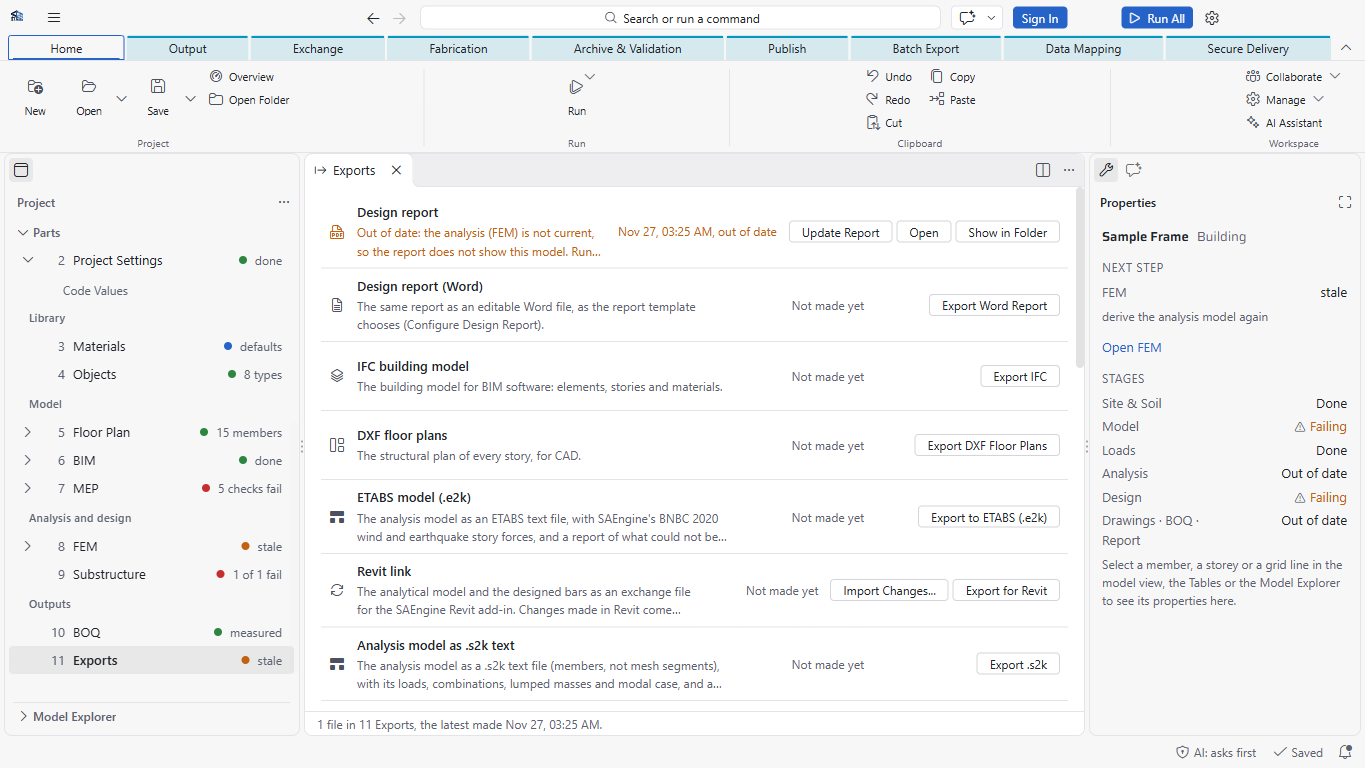 Search or run a command
Sign In
Run All
Home
Output
Exchange
Fabrication
Archive & Validation
Publish
Batch Export
Data Mapping
Secure Delivery
New
Open
Save
Overview
Open Folder
Project
Run
Run
Undo
Redo
Cut
Copy
Paste
Clipboard
Collaborate
Manage
AI Assistant
Workspace
Project
Parts
2 Project Settings done
Code Values
Library
3 Materials defaults
4 Objects 8 types
Model
5 Floor Plan 15 members
6 BIM done
7 MEP 5 checks fail
Analysis and design
8 FEM stale
9 Substructure 1 of 1 fail
Outputs
10 BOQ measured
11 Exports stale
Model Explorer
Exports
Design report
Out of date: the analysis (FEM) is not current,
so the report does not show this model. Run...
Nov 27, 03:25 AM, out of date
Update Report
Open
Show in Folder
Design report (Word)
The same report as an editable Word file, as the report template
chooses (Configure Design Report).
Not made yet
Export Word Report
IFC building model
The building model for BIM software: elements, stories and materials.
Not made yet
Export IFC
DXF floor plans
The structural plan of every story, for CAD.
Not made yet
Export DXF Floor Plans
ETABS model (.e2k)
The analysis model as an ETABS text file, with SAEngine's BNBC 2020
wind and earthquake story forces, and a report of what could not be...
Not made yet
Export to ETABS (.e2k)
Revit link
The analytical model and the designed bars as an exchange file
for the SAEngine Revit add-in. Changes made in Revit come...
Not made yet
Import Changes...
Export for Revit
Analysis model as .s2k text
The analysis model as a .s2k text file (members, not mesh segments),
with its loads, combinations, lumped masses and modal case, and a...
Not made yet
Export .s2k
1 file in 11 Exports, the latest made Nov 27, 03:25 AM.
Properties
Sample Frame Building
NEXT STEP
FEM stale
derive the analysis model again
Open FEM
STAGES
Site & Soil Done
Model Failing
Loads Done
Analysis Out of date
Design Failing
Drawings · BOQ · Out of date
Report
Select a member, a storey or a grid line in the
model view, the Tables or the Model Explorer
to see its properties here.
AI: asks first
Saved